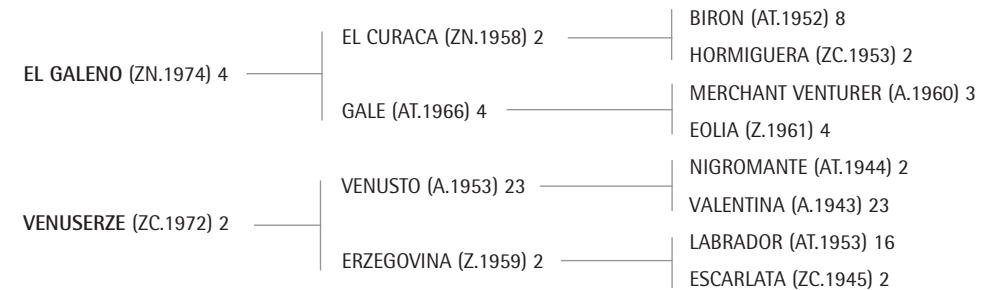 EL GALENO (ZN.1974) 4
EL CURACA (ZN.1958) 2
BIRON (AT.1952) 8
HORMIGUERA (ZC.1953) 2
GALE (AT.1966) 4
MERCHANT VENTURER (A.1960) 3
EOLIA (Z.1961) 4
VENUSERZE (ZC.1972) 2
VENUSTO (A.1953) 23
NIGROMANTE (AT.1944) 2
VALENTINA (A.1943) 23
ERZEGOVINA (Z.1959) 2
LABRADOR (AT.1953) 16
ESCARLATA (ZC.1945) 2